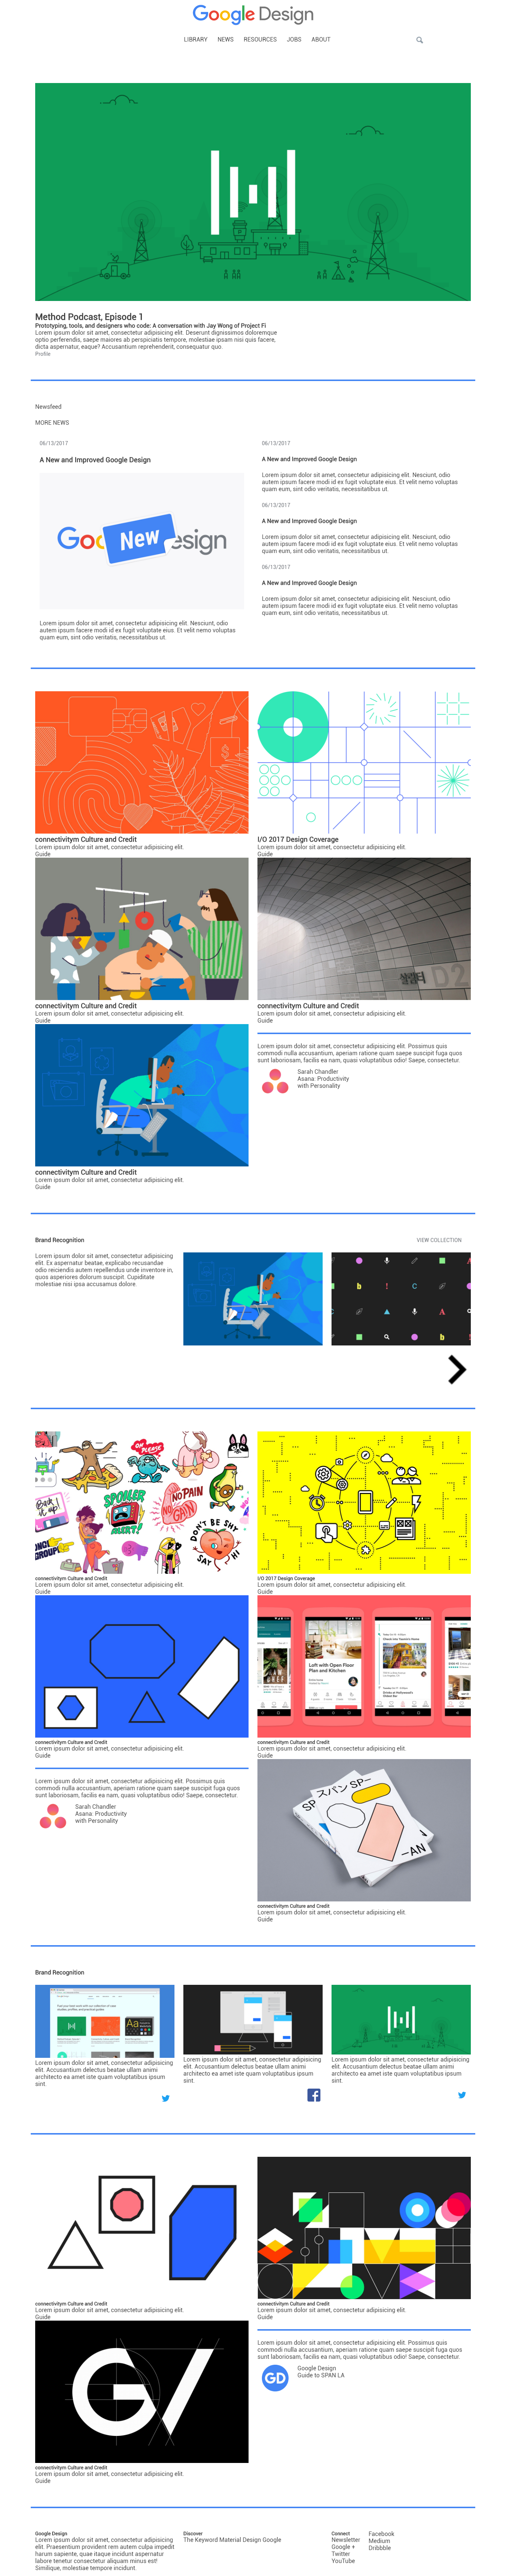 Google Design
LIBRARY NEWS RESOURCES JOBS ABOUT
Method Podcast, Episode 1
Prototyping, tools, and designers who code: A conversation with Jay Wong of Project Fi
Lorem ipsum dolor sit amet, consectetur adipisicing elit. Deserunt dignissimos doloremque
optio perferendis, saepe maiores ab perspiciatis tempore, molestiae ipsam nisi quis facere,
dicta aspernatur, eaque? Accusantium reprehenderit, consequatur quo.
Profile
Newsfeed
MORE NEWS
06/13/2017
A New and Improved Google Design
Goo New esign
Lorem ipsum dolor sit amet, consectetur adipisicing elit. Nesciunt, odio
autem ipsum facere modi id ex fugit voluptate eius. Et velit nemo voluptas
quam eum, sint odio veritatis, necessitatibus ut.
06/13/2017
A New and Improved Google Design
Lorem ipsum dolor sit amet, consectetur adipisicing elit. Nesciunt, odio
autem ipsum facere modi id ex fugit voluptate eius. Et velit nemo voluptas
quam eum, sint odio veritatis, necessitatibus ut.
06/13/2017
A New and Improved Google Design
Lorem ipsum dolor sit amet, consectetur adipisicing elit. Nesciunt, odio
autem ipsum facere modi id ex fugit voluptate eius. Et velit nemo voluptas
quam eum, sint odio veritatis, necessitatibus ut.
06/13/2017
A New and Improved Google Design
Lorem ipsum dolor sit amet, consectetur adipisicing elit. Nesciunt, odio
autem ipsum facere modi id ex fugit voluptate eius. Et velit nemo voluptas
quam eum, sint odio veritatis, necessitatibus ut.
connectivitym Culture and Credit
Lorem ipsum dolor sit amet, consectetur adipisicing elit.
Guide
I/O 2017 Design Coverage
Lorem ipsum dolor sit amet, consectetur adipisicing elit.
Guide
connectivitym Culture and Credit
Lorem ipsum dolor sit amet, consectetur adipisicing elit.
Guide
D2
connectivitym Culture and Credit
Lorem ipsum dolor sit amet, consectetur adipisicing elit.
Guide
connectivitym Culture and Credit
Lorem ipsum dolor sit amet, consectetur adipisicing elit.
Guide
Lorem ipsum dolor sit amet, consectetur adipisicing elit. Possimus quis
commodi nulla accusantium, aperiam ratione quam saepe suscipit fuga quos
sunt laboriosam, facilis ea nam, quasi voluptatibus odio! Saepe, consectetur.
Sarah Chandler
Asana: Productivity
with Personality
Brand Recognition
VIEW COLLECTION
Lorem ipsum dolor sit amet, consectetur adipisicing
elit. Ex aspernatur beatae, explicabo recusandae
odio reiciendis autem repellendus unde inventore in,
quos asperiores dolorum suscipit. Cupiditate
molestiae nisi ipsa accusamus dolore.
OH PLEASE
SPOILER
ALERT!
NO PAIN
NO GAIN
DON'T BE SHY
SAY HI
connectivitym Culture and Credit
Lorem ipsum dolor sit amet, consectetur adipisicing elit.
Guide
I/O 2017 Design Coverage
Lorem ipsum dolor sit amet, consectetur adipisicing elit.
Guide
connectivitym Culture and Credit
Lorem ipsum dolor sit amet, consectetur adipisicing elit.
Guide
Loft with Open Floor
Plan and Kitchen
connectivitym Culture and Credit
Lorem ipsum dolor sit amet, consectetur adipisicing elit.
Guide
Lorem ipsum dolor sit amet, consectetur adipisicing elit. Possimus quis
commodi nulla accusantium, aperiam ratione quam saepe suscipit fuga quos
sunt laboriosam, facilis ea nam, quasi voluptatibus odio! Saepe, consectetur.
Sarah Chandler
Asana: Productivity
with Personality
SP スパン SP–
–AN
connectivitym Culture and Credit
Lorem ipsum dolor sit amet, consectetur adipisicing elit.
Guide
Brand Recognition
Aa
Lorem ipsum dolor sit amet, consectetur adipisicing
elit. Accusantium delectus beatae ullam animi
architecto ea amet iste quam voluptatibus ipsum
sint.
Lorem ipsum dolor sit amet, consectetur adipisicing
elit. Accusantium delectus beatae ullam animi
architecto ea amet iste quam voluptatibus ipsum
sint.
Lorem ipsum dolor sit amet, consectetur adipisicing
elit. Accusantium delectus beatae ullam animi
architecto ea amet iste quam voluptatibus ipsum
sint.
connectivitym Culture and Credit
Lorem ipsum dolor sit amet, consectetur adipisicing elit.
Guide
connectivitym Culture and Credit
Lorem ipsum dolor sit amet, consectetur adipisicing elit.
Guide
GV
connectivitym Culture and Credit
Lorem ipsum dolor sit amet, consectetur adipisicing elit.
Guide
Lorem ipsum dolor sit amet, consectetur adipisicing elit. Possimus quis
commodi nulla accusantium, aperiam ratione quam saepe suscipit fuga quos
sunt laboriosam, facilis ea nam, quasi voluptatibus odio! Saepe, consectetur.
GD
Google Design
Guide to SPAN LA
Google Design
Lorem ipsum dolor sit amet, consectetur adipisicing
elit. Praesentium provident rem autem culpa impedit
harum sapiente, quae itaque incidunt aspernatur
labore tenetur consectetur aliquam minus est!
Similique, molestiae tempore incidunt.
Discover
The Keyword Material Design Google
Connect
Newsletter
Google +
Twitter
YouTube
Facebook
Medium
Dribbble